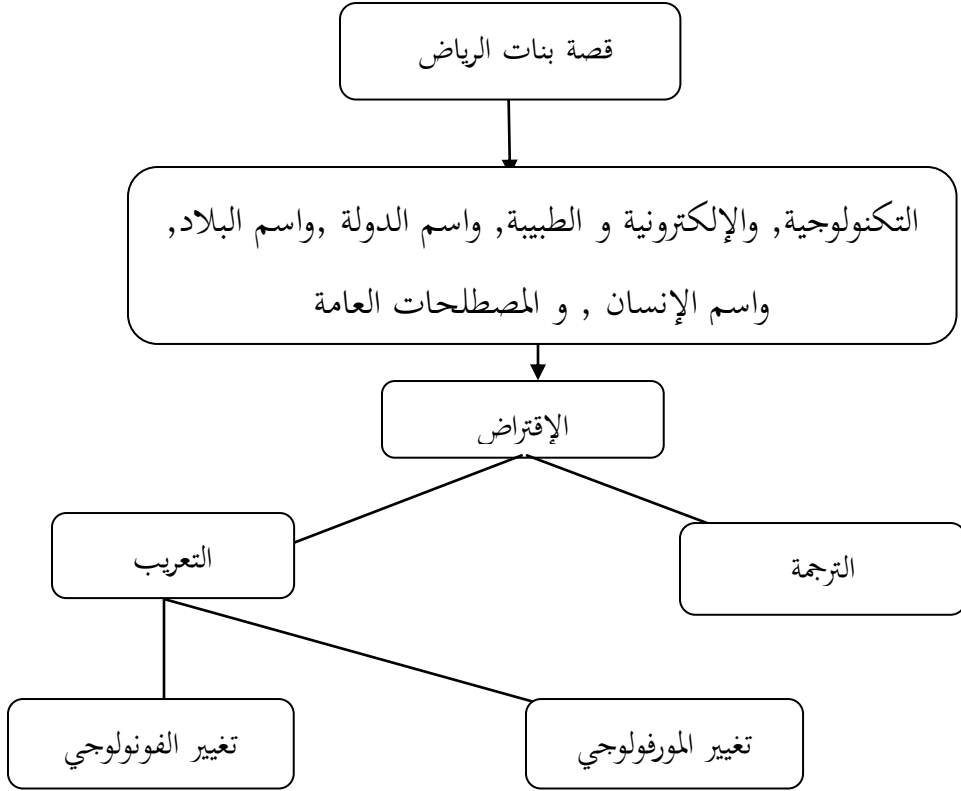 قصة بنات الرياض
التكنولوجية, والإلكترونية و الطبيبة, واسم الدولة ,واسم البلاد,
واسم الإنسان , و المصطلحات العامة
الإقتراض
الترجمة
التعريب
تغيير المورفولوجي
تغيير الفونولوجي